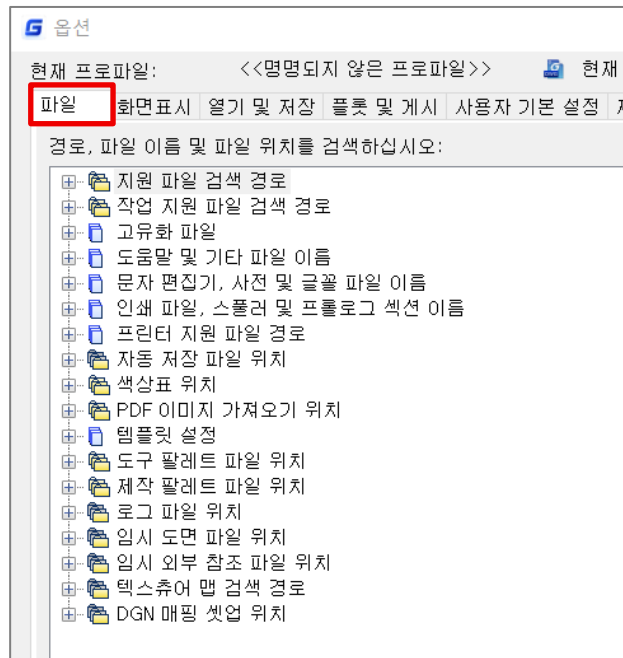 옵션
현재 프로파일: <<명명되지 않은 프로파일>> 현재
파일 화면표시 열기 및 저장 플롯 및 게시 사용자 기본 설정
경로, 파일 이름 및 파일 위치를 검색하십시오:
지원 파일 검색 경로
작업 지원 파일 검색 경로
고유화 파일
도움말 및 기타 파일 이름
문자 편집기, 사전 및 글꼴 파일 이름
인쇄 파일, 스풀러 및 프롤로그 섹션 이름
프린터 지원 파일 경로
자동 저장 파일 위치
색상표 위치
PDF 이미지 가져오기 위치
템플릿 설정
도구 팔레트 파일 위치
제작 팔레트 파일 위치
로그 파일 위치
임시 도면 파일 위치
임시 외부 참조 파일 위치
텍스츄어 맵 검색 경로
DGN 매핑 셋업 위치